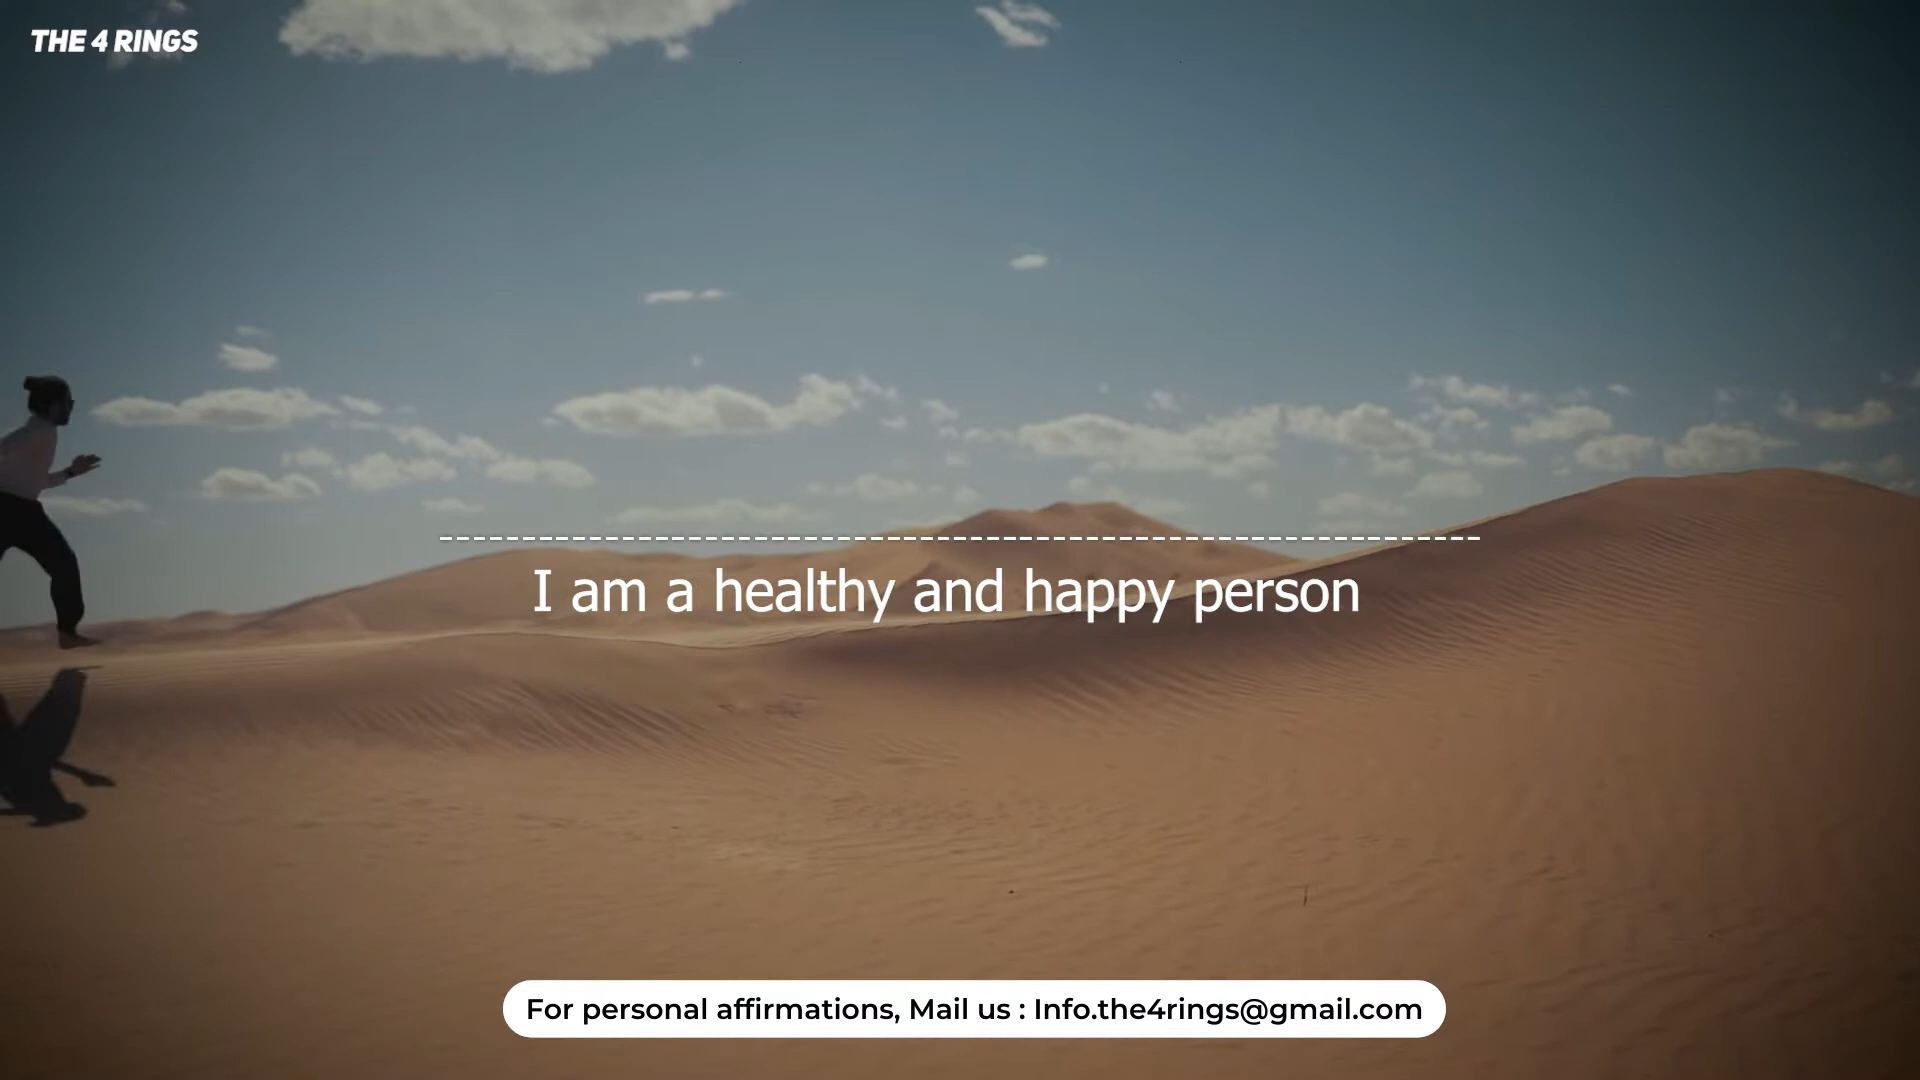 THE 4 RINGS
I am a healthy and happy person
For personal affirmations, Mail us : Info.the4rings@gmail.com